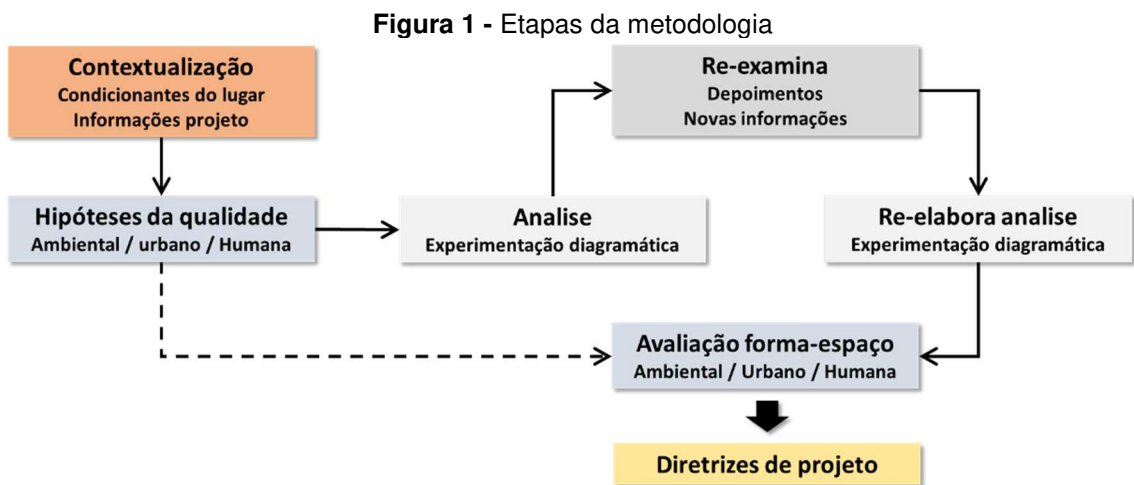 Figura 1 - Etapas da metodologia
Contextualização
Condicionantes do lugar
Informações projeto
Re-examina
Depoimentos
Novas informações
Hipóteses da qualidade
Ambiental / urbano / Humana
Analise
Experimentação diagramática
Re-elabora analise
Experimentação diagramática
Avaliação forma-espaço
Ambiental / Urbano / Humana
Diretrizes de projeto